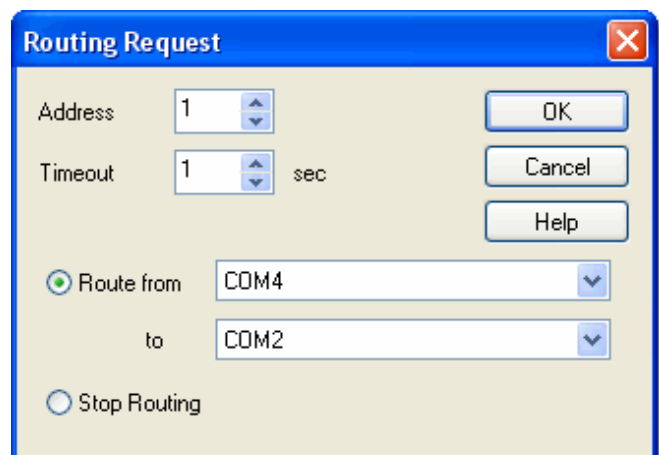 Routing Request
Address 1 OK
Timeout 1 sec Cancel
Help
Route from COM4
to COM2
Stop Routing